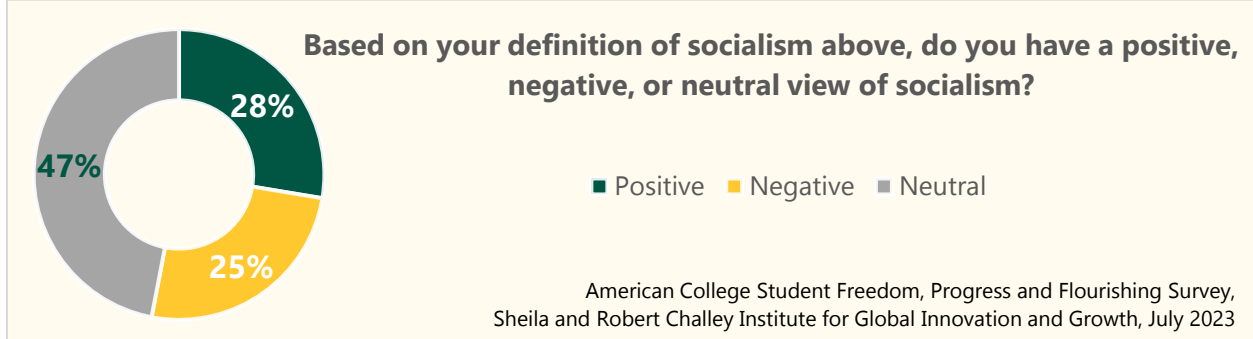 Based on your definition of socialism above, do you have a positive,
negative, or neutral view of socialism?
28%
47%
25%
Positive Negative Neutral
American College Student Freedom, Progress and Flourishing Survey,
Sheila and Robert Challey Institute for Global Innovation and Growth, July 2023